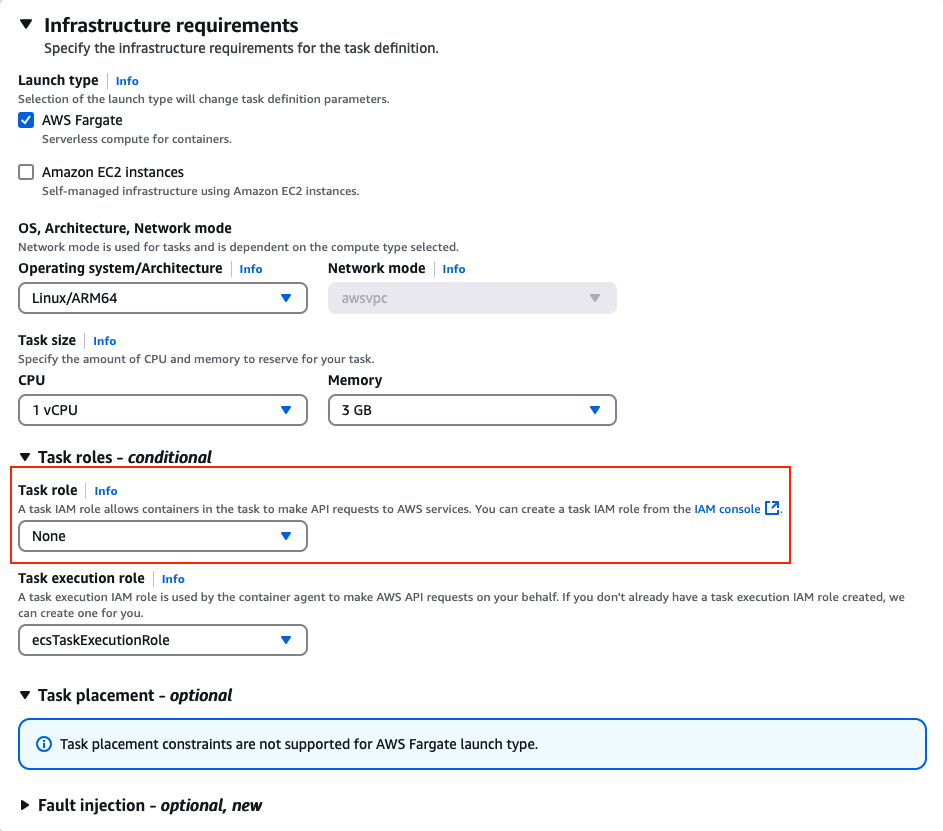 Infrastructure requirements
Specify the infrastructure requirements for the task definition.
Launch type Info
Selection of the launch type will change task definition parameters.
AWS Fargate
Serverless compute for containers.
Amazon EC2 instances
Self-managed infrastructure using Amazon EC2 instances.
OS, Architecture, Network mode
Network mode is used for tasks and is dependent on the compute type selected.
Operating system/Architecture Info Network mode Info
Linux/ARM64 awsvpc
Task size Info
Specify the amount of CPU and memory to reserve for your task.
CPU Memory
1 vCPU 3 GB
Task roles - conditional
Task role Info
A task IAM role allows containers in the task to make API requests to AWS services. You can create a task IAM role from the IAM console.
None
Task execution role Info
A task execution IAM role is used by the container agent to make AWS API requests on your behalf. If you don't already have a task execution IAM role created, we
can create one for you.
ecsTaskExecutionRole
Task placement - optional
Task placement constraints are not supported for AWS Fargate launch type.
Fault injection - optional, new